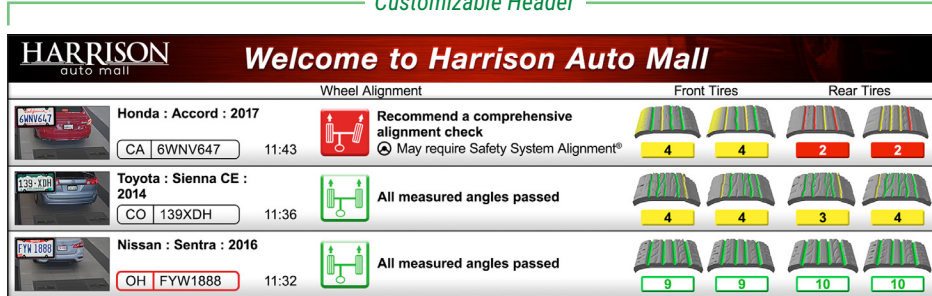 Customizable Header
HARRISON
auto mall
Welcome to Harrison Auto Mall
Wheel Alignment
Front Tires
Rear Tires
6WNV647
Honda : Accord : 2017
CA 6WNV647
11:43
Recommend a comprehensive
alignment check
May require Safety System Alignment®
4
4
2
2
139-XDH
Toyota : Sienna CE :
2014
CO 139XDH
11:36
All measured angles passed
4
4
3
4
FYW 1888
Nissan : Sentra : 2016
OH FYW1888
11:32
All measured angles passed
9
9
10
10